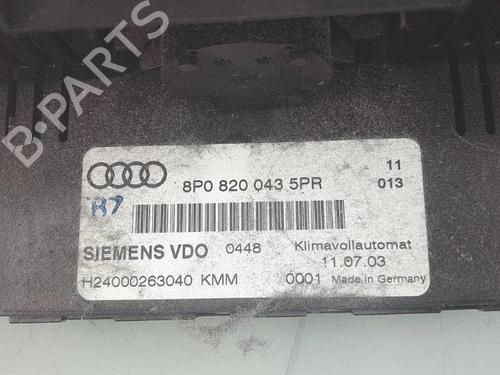 B-PARTS
8P0 820 043 5PR 11
013
A7
SIEMENS VDO 0448 Klimavollautomat
11.07.03
H24000263040 KMM 0001 Made in Germany